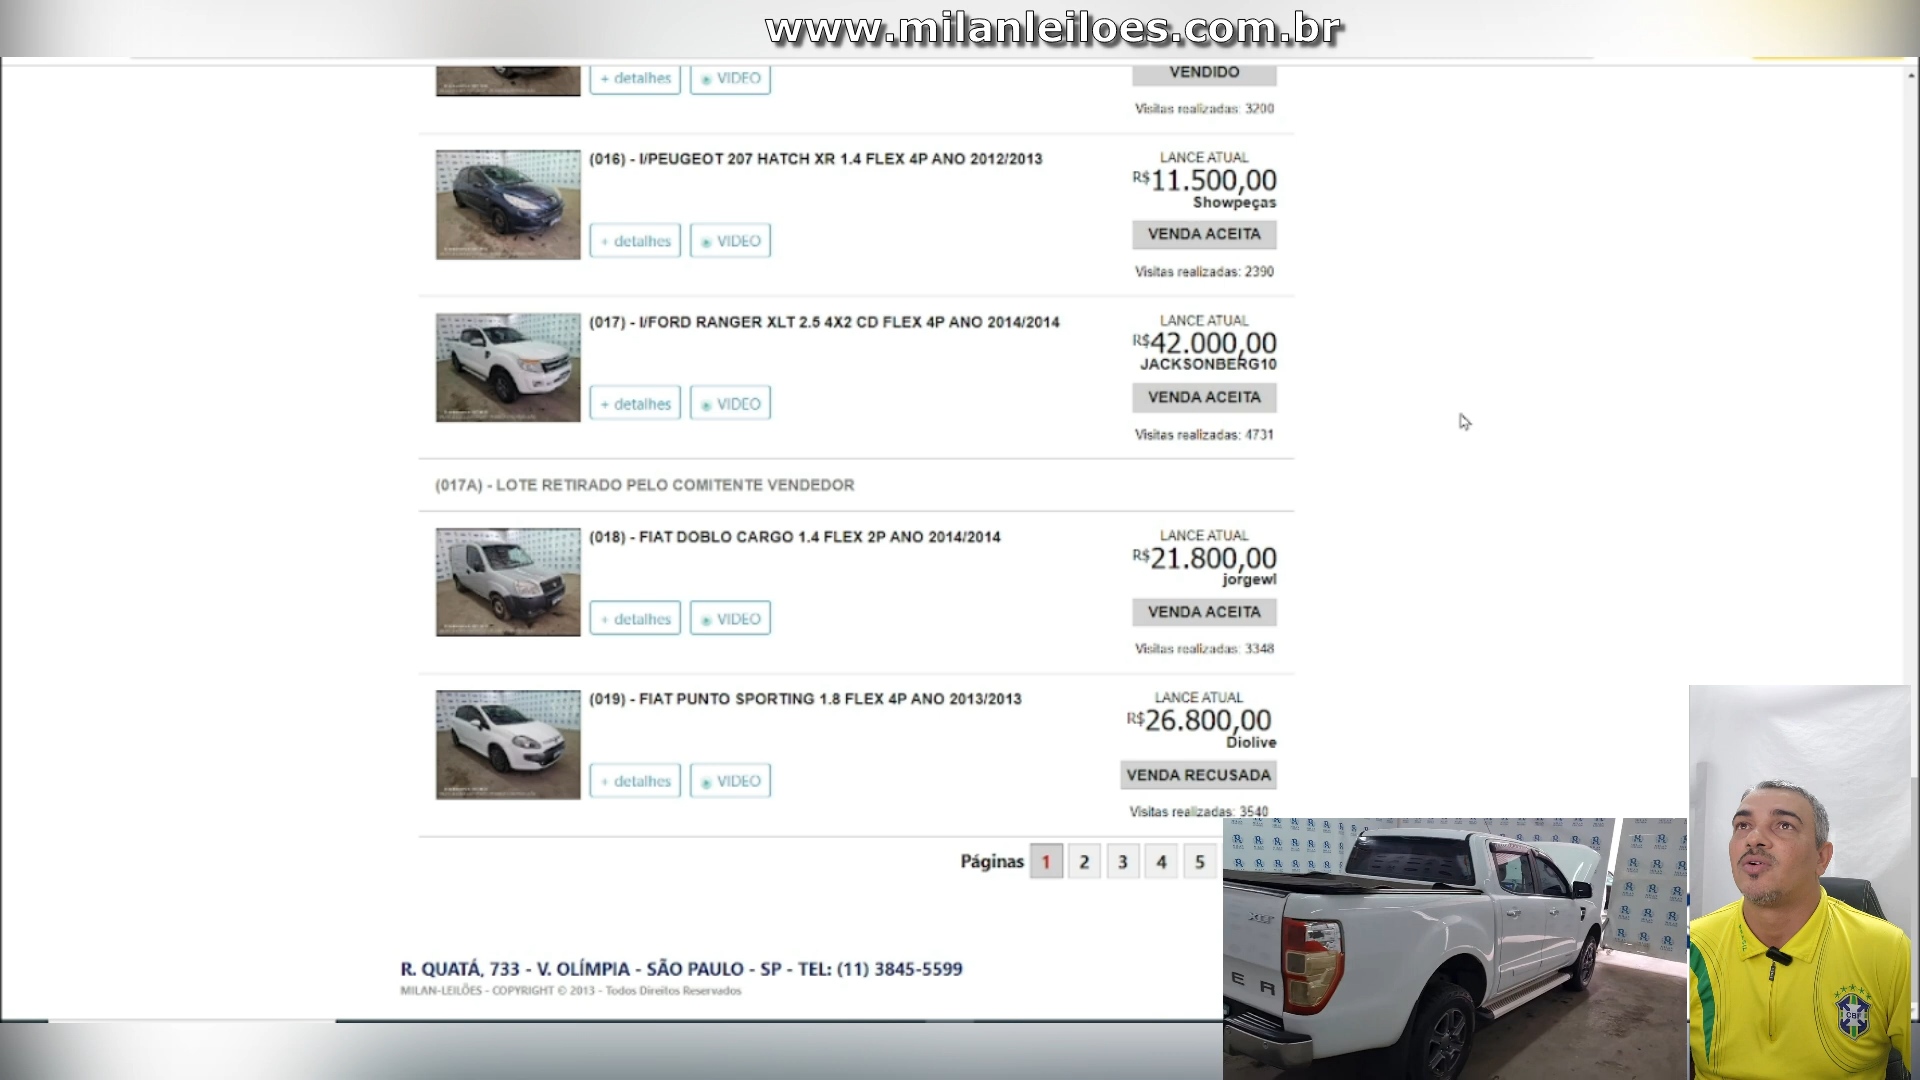 www.milanleiloes.com.br
+ detalhes
VIDEO
VENDIDO
Visitas realizadas: 3200
(016) - I/PEUGEOT 207 HATCH XR 1.4 FLEX 4P ANO 2012/2013
LANCE ATUAL
R$11.500,00
Showpeças
+ detalhes
VIDEO
VENDA ACEITA
Visitas realizadas: 2390
(017) - I/FORD RANGER XLT 2.5 4X2 CD FLEX 4P ANO 2014/2014
LANCE ATUAL
R$42.000,00
JACKSONBERG10
+ detalhes
VIDEO
VENDA ACEITA
Visitas realizadas: 4731
(017A) - LOTE RETIRADO PELO COMITENTE VENDEDOR
(018) - FIAT DOBLO CARGO 1.4 FLEX 2P ANO 2014/2014
LANCE ATUAL
R$21.800,00
jorgewl
+ detalhes
VIDEO
VENDA ACEITA
Visitas realizadas: 3348
(019) - FIAT PUNTO SPORTING 1.8 FLEX 4P ANO 2013/2013
LANCE ATUAL
R$26.800,00
Diolive
+ detalhes
VIDEO
VENDA RECUSADA
Visitas realizadas: 3540
Páginas 1 2 3 4 5
R. QUATÁ, 733 - V. OLÍMPIA - SÃO PAULO - SP - TEL: (11) 3845-5599
MILAN-LEILÕES - COPYRIGHT © 2013 - Todos Direitos Reservados
XLT
E R
CBF